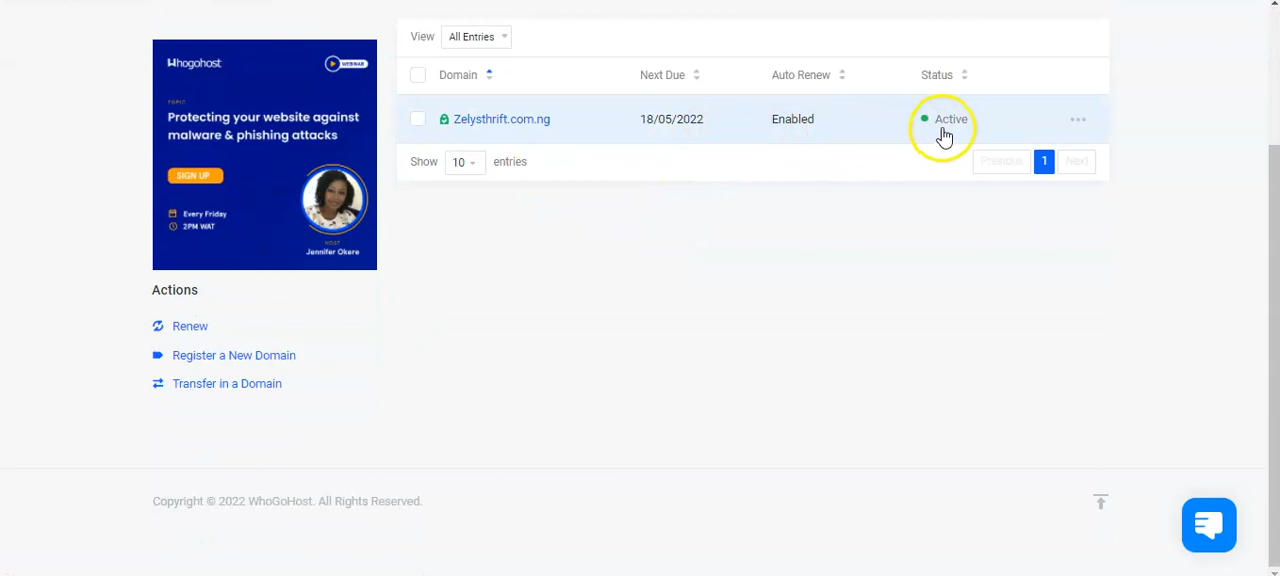 Whogohost
WEBINAR
TOPIC
Protecting your website against
malware & phishing attacks
SIGN UP
Every Friday
2PM WAT
HOST
Jennifer Okere
Actions
Renew
Register a New Domain
Transfer in a Domain
View All Entries
Domain Next Due Auto Renew Status
Zelysthrift.com.ng 18/05/2022 Enabled Active
Show 10 entries Previous 1 Next
Copyright © 2022 WhoGoHost. All Rights Reserved.